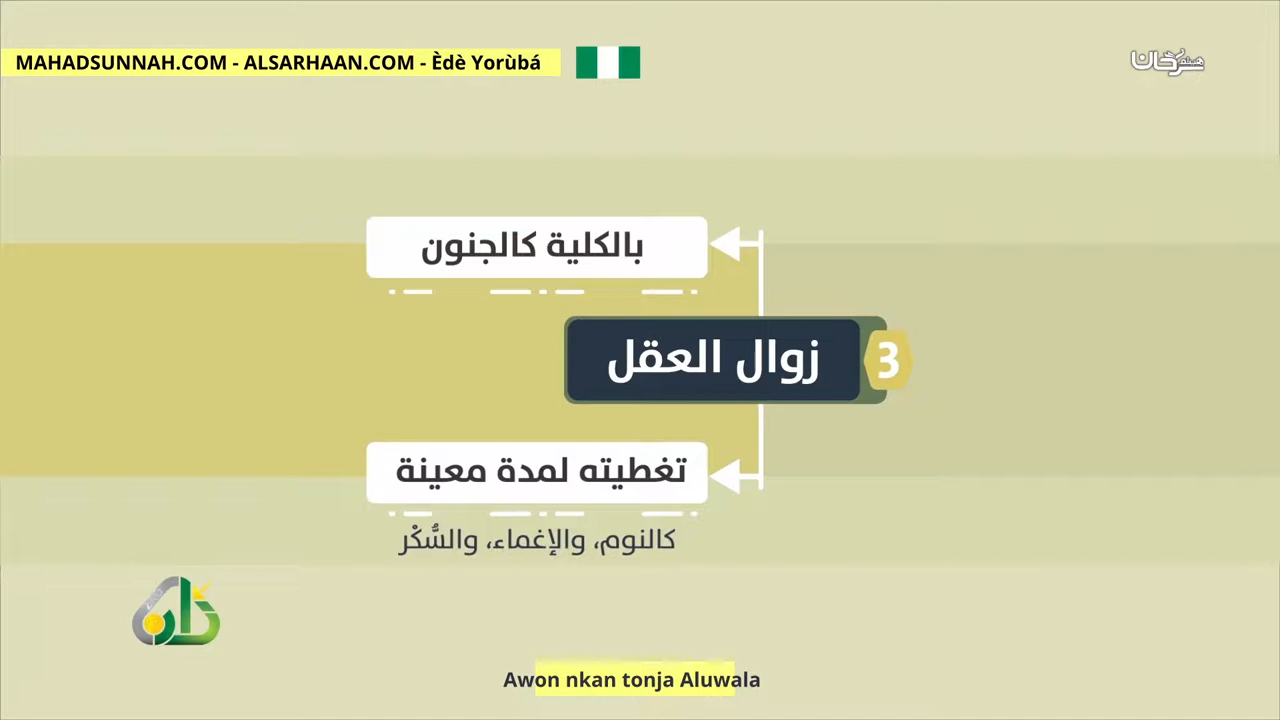 MAHADSUNNAH.COM - ALSARHAAN.COM - Èdè Yorùbá
بالكلية كالجنون
3 زوال العقل
تغطيته لمدة معينة
كالنوم، والإغماء، والسُّكْر
Awon nkan tonja Aluwala